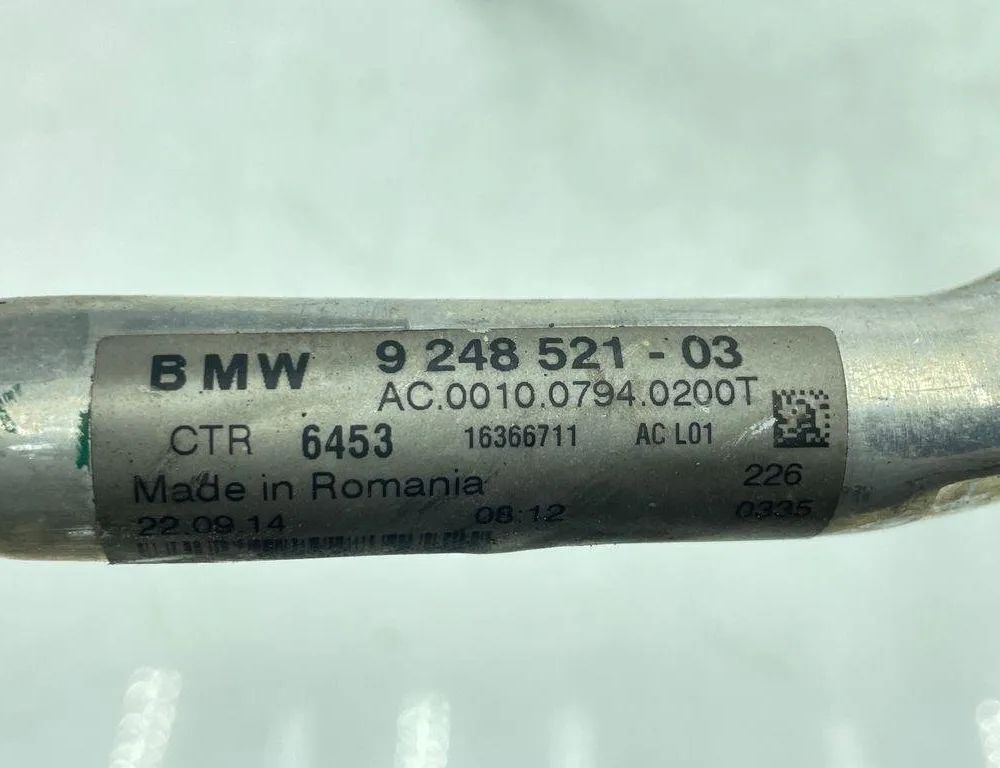 BMW 9 248 521 - 03
AC.0010.0794.0200T
CTR 6453 16366711 AC L01
Made in Romania 226
22.09.14 08:12 0335